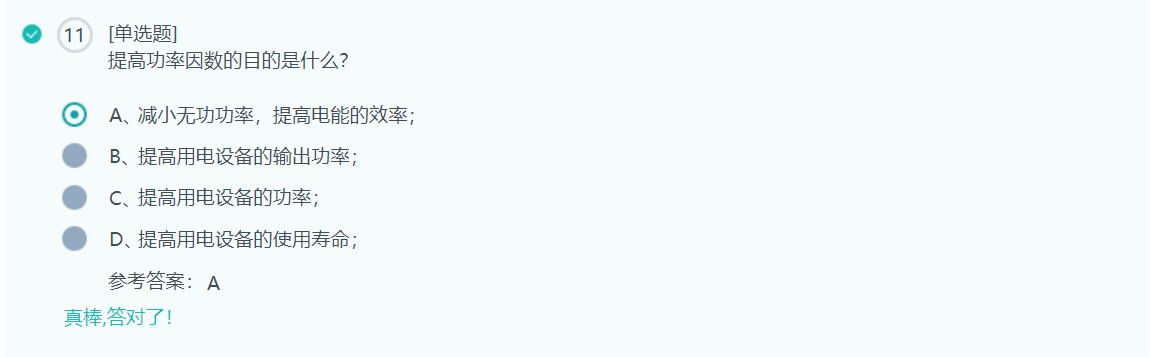 11 [单选题]
提高功率因数的目的是什么?
A、减小无功功率，提高电能的效率；
B、提高用电设备的输出功率；
C、提高用电设备的功率；
D、提高用电设备的使用寿命；
参考答案： A
真棒,答对了!